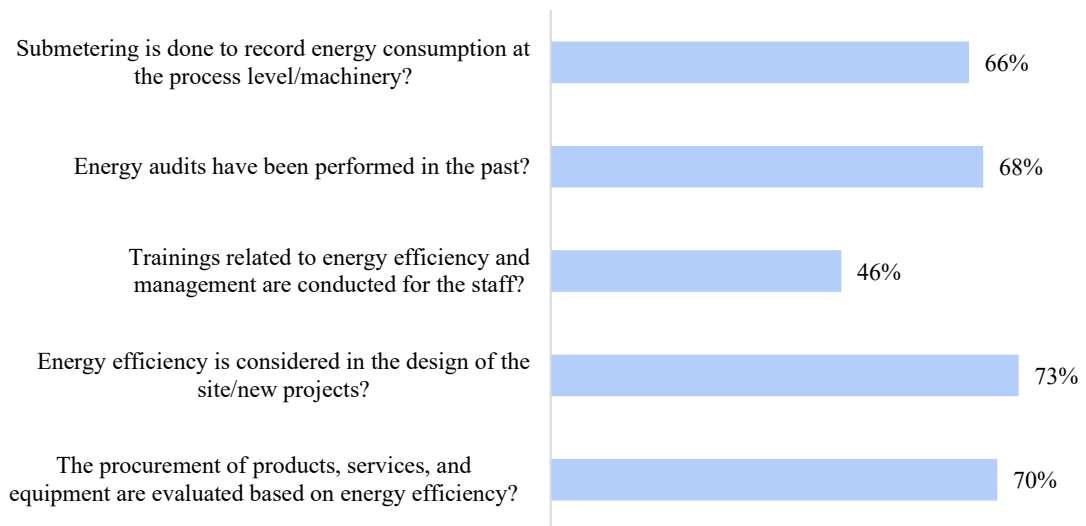 Submetering is done to record energy consumption at
the process level/machinery?
66%
Energy audits have been performed in the past?
68%
Trainings related to energy efficiency and
management are conducted for the staff?
46%
Energy efficiency is considered in the design of the
site/new projects?
73%
The procurement of products, services, and
equipment are evaluated based on energy efficiency?
70%